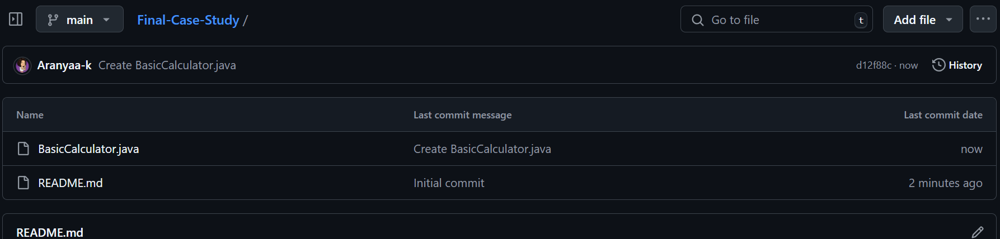 main Final-Case-Study / Go to file t Add file ...
Aranyaa-k Create BasicCalculator.java d12f88c · now History
Name Last commit message Last commit date
BasicCalculator.java Create BasicCalculator.java now
README.md Initial commit 2 minutes ago
README.md